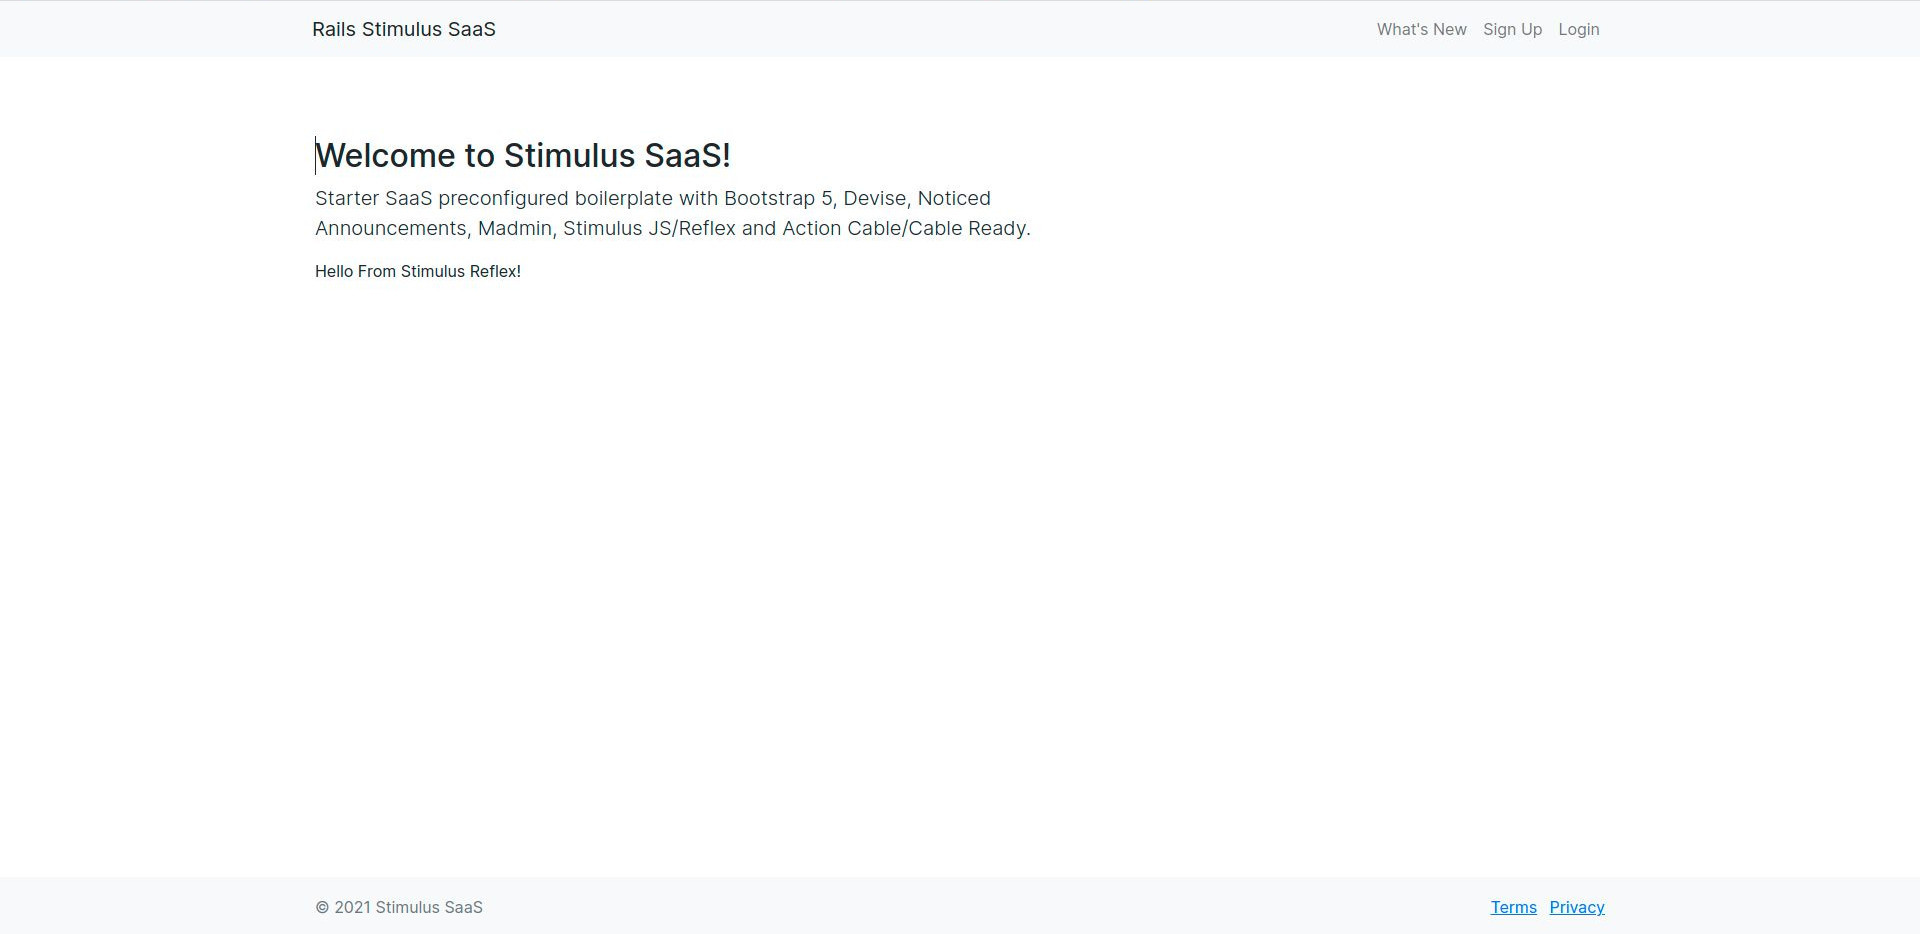 Rails Stimulus SaaS
What's New
Sign Up
Login
Welcome to Stimulus SaaS!
Starter SaaS preconfigured boilerplate with Bootstrap 5, Devise, Noticed
Announcements, Madmin, Stimulus JS/Reflex and Action Cable/Cable Ready.
Hello From Stimulus Reflex!
© 2021 Stimulus SaaS
Terms
Privacy